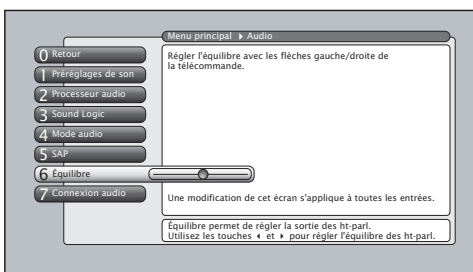 Menu principal ▸ Audio
0 Retour
1 Préréglages de son
2 Processeur audio
3 Sound Logic
4 Mode audio
5 SAP
6 Équilibre
7 Connexion audio
Régler l'équilibre avec les flèches gauche/droite de
la télécommande.
Une modification de cet écran s'applique à toutes les entrées.
Équilibre permet de régler la sortie des ht-parl.
Utilisez les touches ◂ et ▸ pour régler l'équilibre des ht-parl.